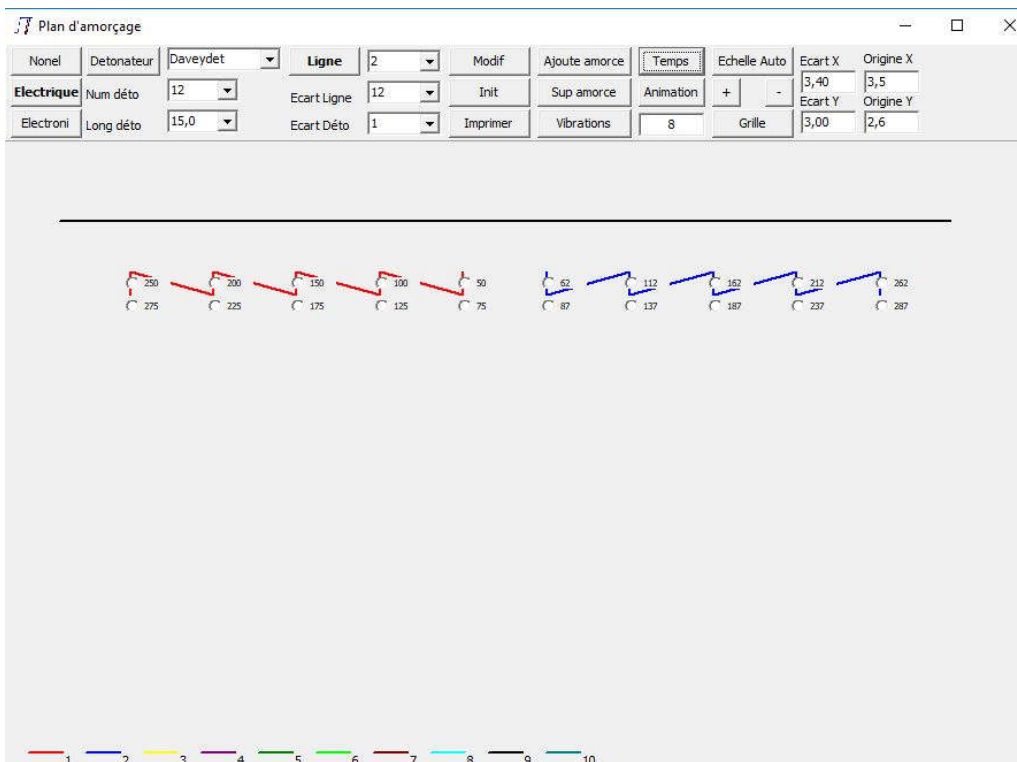 Plan d'amorçage
Nonel Detonateur Daveydet Ligne 2 Modif Ajoute amorce Temps Echelle Auto Ecart X Origine X
Electrique Num déto 12 Ecart Ligne 12 Init Sup amorce Animation + - 3,40 3,5
Ecart Y Origine Y
Electroni Long déto 15,0 Ecart Déto 1 Imprimer Vibrations 8 Grille 3,00 2,6
250 200 150 100 50 62 112 162 212 262
275 225 175 125 75 87 137 187 237 287
1 2 3 4 5 6 7 8 9 10